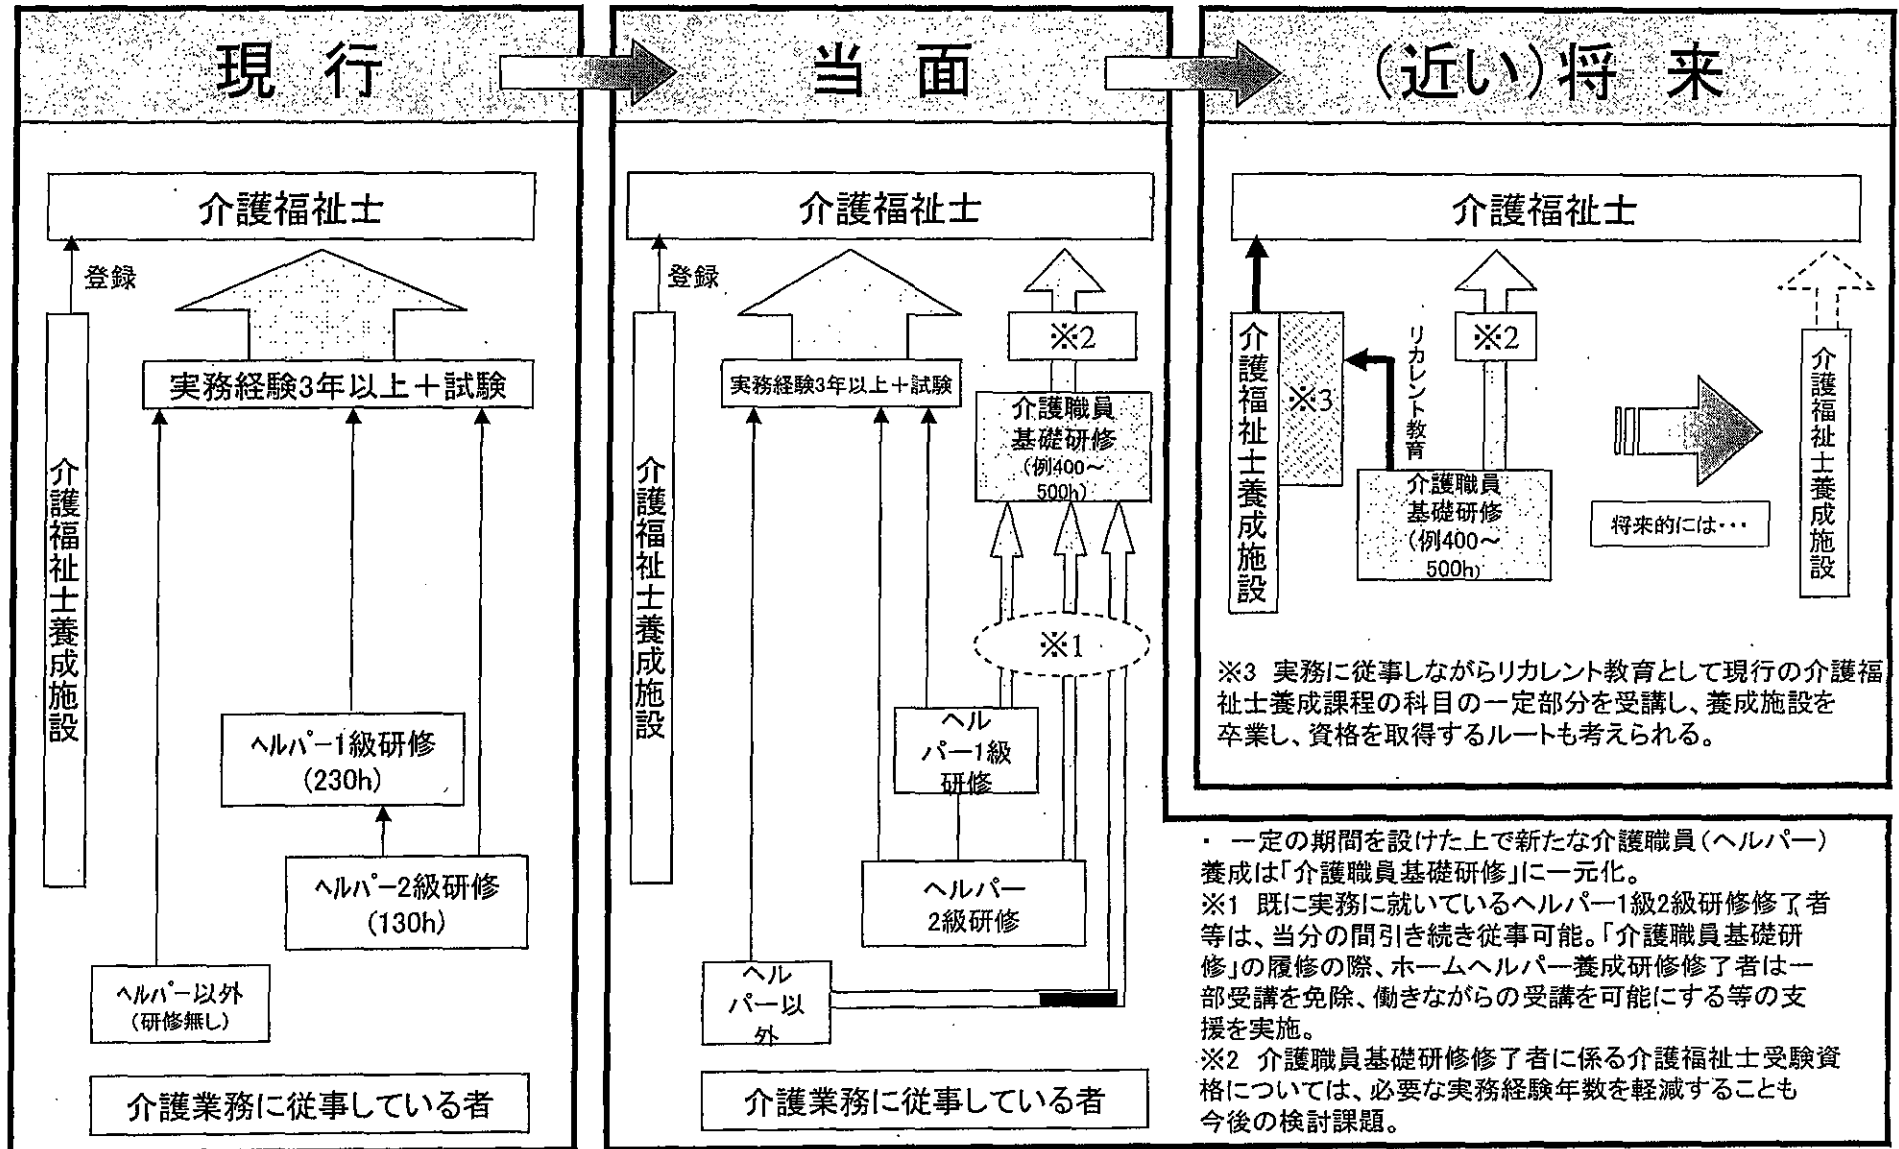 現 行
介護福祉士
登録
実務経験3年以上＋試験
介護福祉士養成施設
ヘルパー1級研修
(230h)
ヘルパー2級研修
(130h)
ヘルパー以外
(研修無し)
介護業務に従事している者
当 面
介護福祉士
登録
※2
実務経験3年以上＋試験
介護職員
基礎研修
(例400～
500h)
介護福祉士養成施設
※1
ヘル
パー1級
研修
ヘルパー
2級研修
ヘル
パー以
外
介護業務に従事している者
(近い)将 来
介護福祉士
介護福祉士養成施設
※3
リカレント教育
※2
介護職員
基礎研修
(例400～
500h)
将来的には・・・
介護福祉士養成施設
※3 実務に従事しながらリカレント教育として現行の介護福
祉士養成課程の科目の一定部分を受講し、養成施設を
卒業し、資格を取得するルートも考えられる。
・ 一定の期間を設けた上で新たな介護職員(ヘルパー)
養成は「介護職員基礎研修」に一元化。
※1 既に実務に就いているヘルパー1級2級研修修了者
等は、当分の間引き続き従事可能。「介護職員基礎研
修」の履修の際、ホームヘルパー養成研修修了者は一
部受講を免除、働きながらの受講を可能にする等の支
援を実施。
※2 介護職員基礎研修修了者に係る介護福祉士受験資
格については、必要な実務経験年数を軽減することも
今後の検討課題。